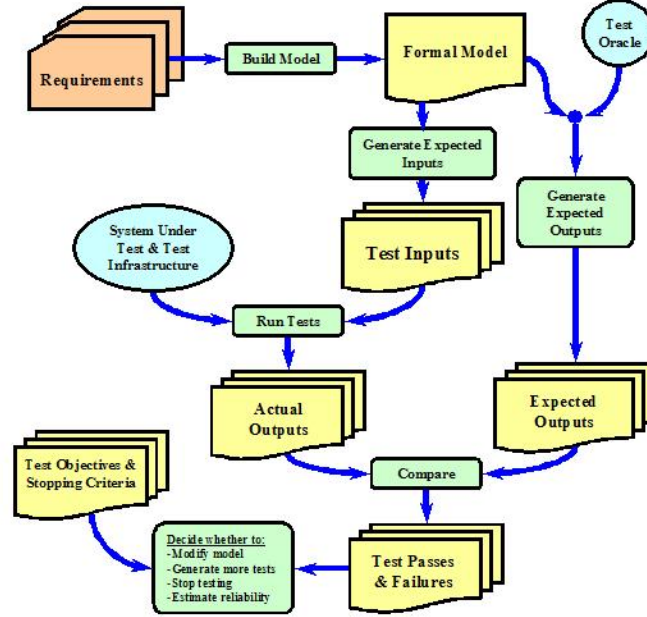 Test
Oracle
Requirements
Build Model
Formal Model
Generate Expected
Inputs
Generate
Expected
Outputs
System Under
Test & Test
Infrastructure
Test Inputs
Run Tests
Actual
Outputs
Expected
Outputs
Test Objectives &
Stopping Criteria
Compare
Decide whether to:
- Modify model
- Generate more tests
- Stop testing
- Estimate reliability
Test Passes
& Failures